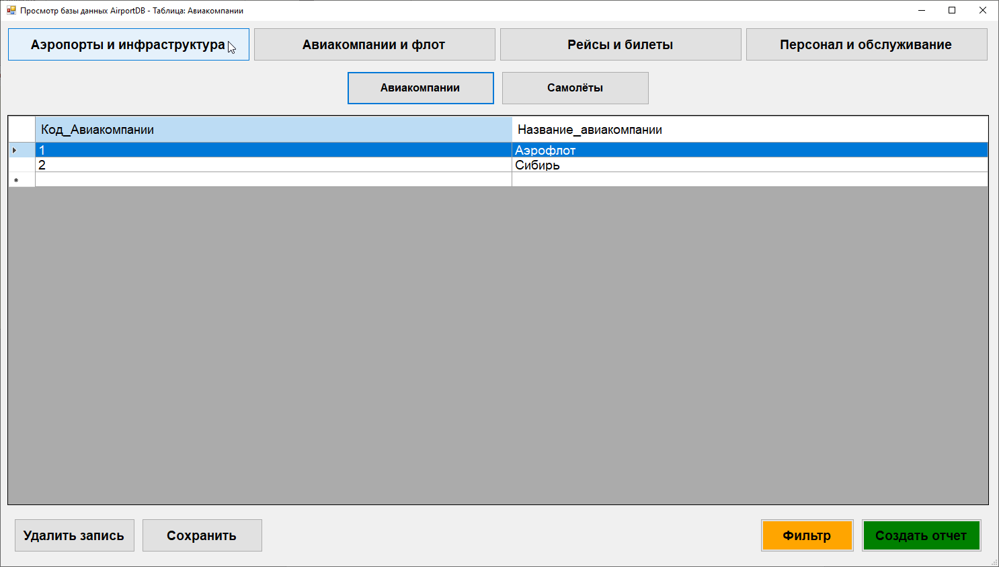 Просмотр базы данных AirportDB - Таблица: Авиакомпании
Аэропорты и инфраструктура Авиакомпании и флот Рейсы и билеты Персонал и обслуживание
Авиакомпании Самолёты
Код_Авиакомпании Название_авиакомпании
1 Аэрофлот
2 Сибирь
Удалить запись Сохранить Фильтр Создать отчет